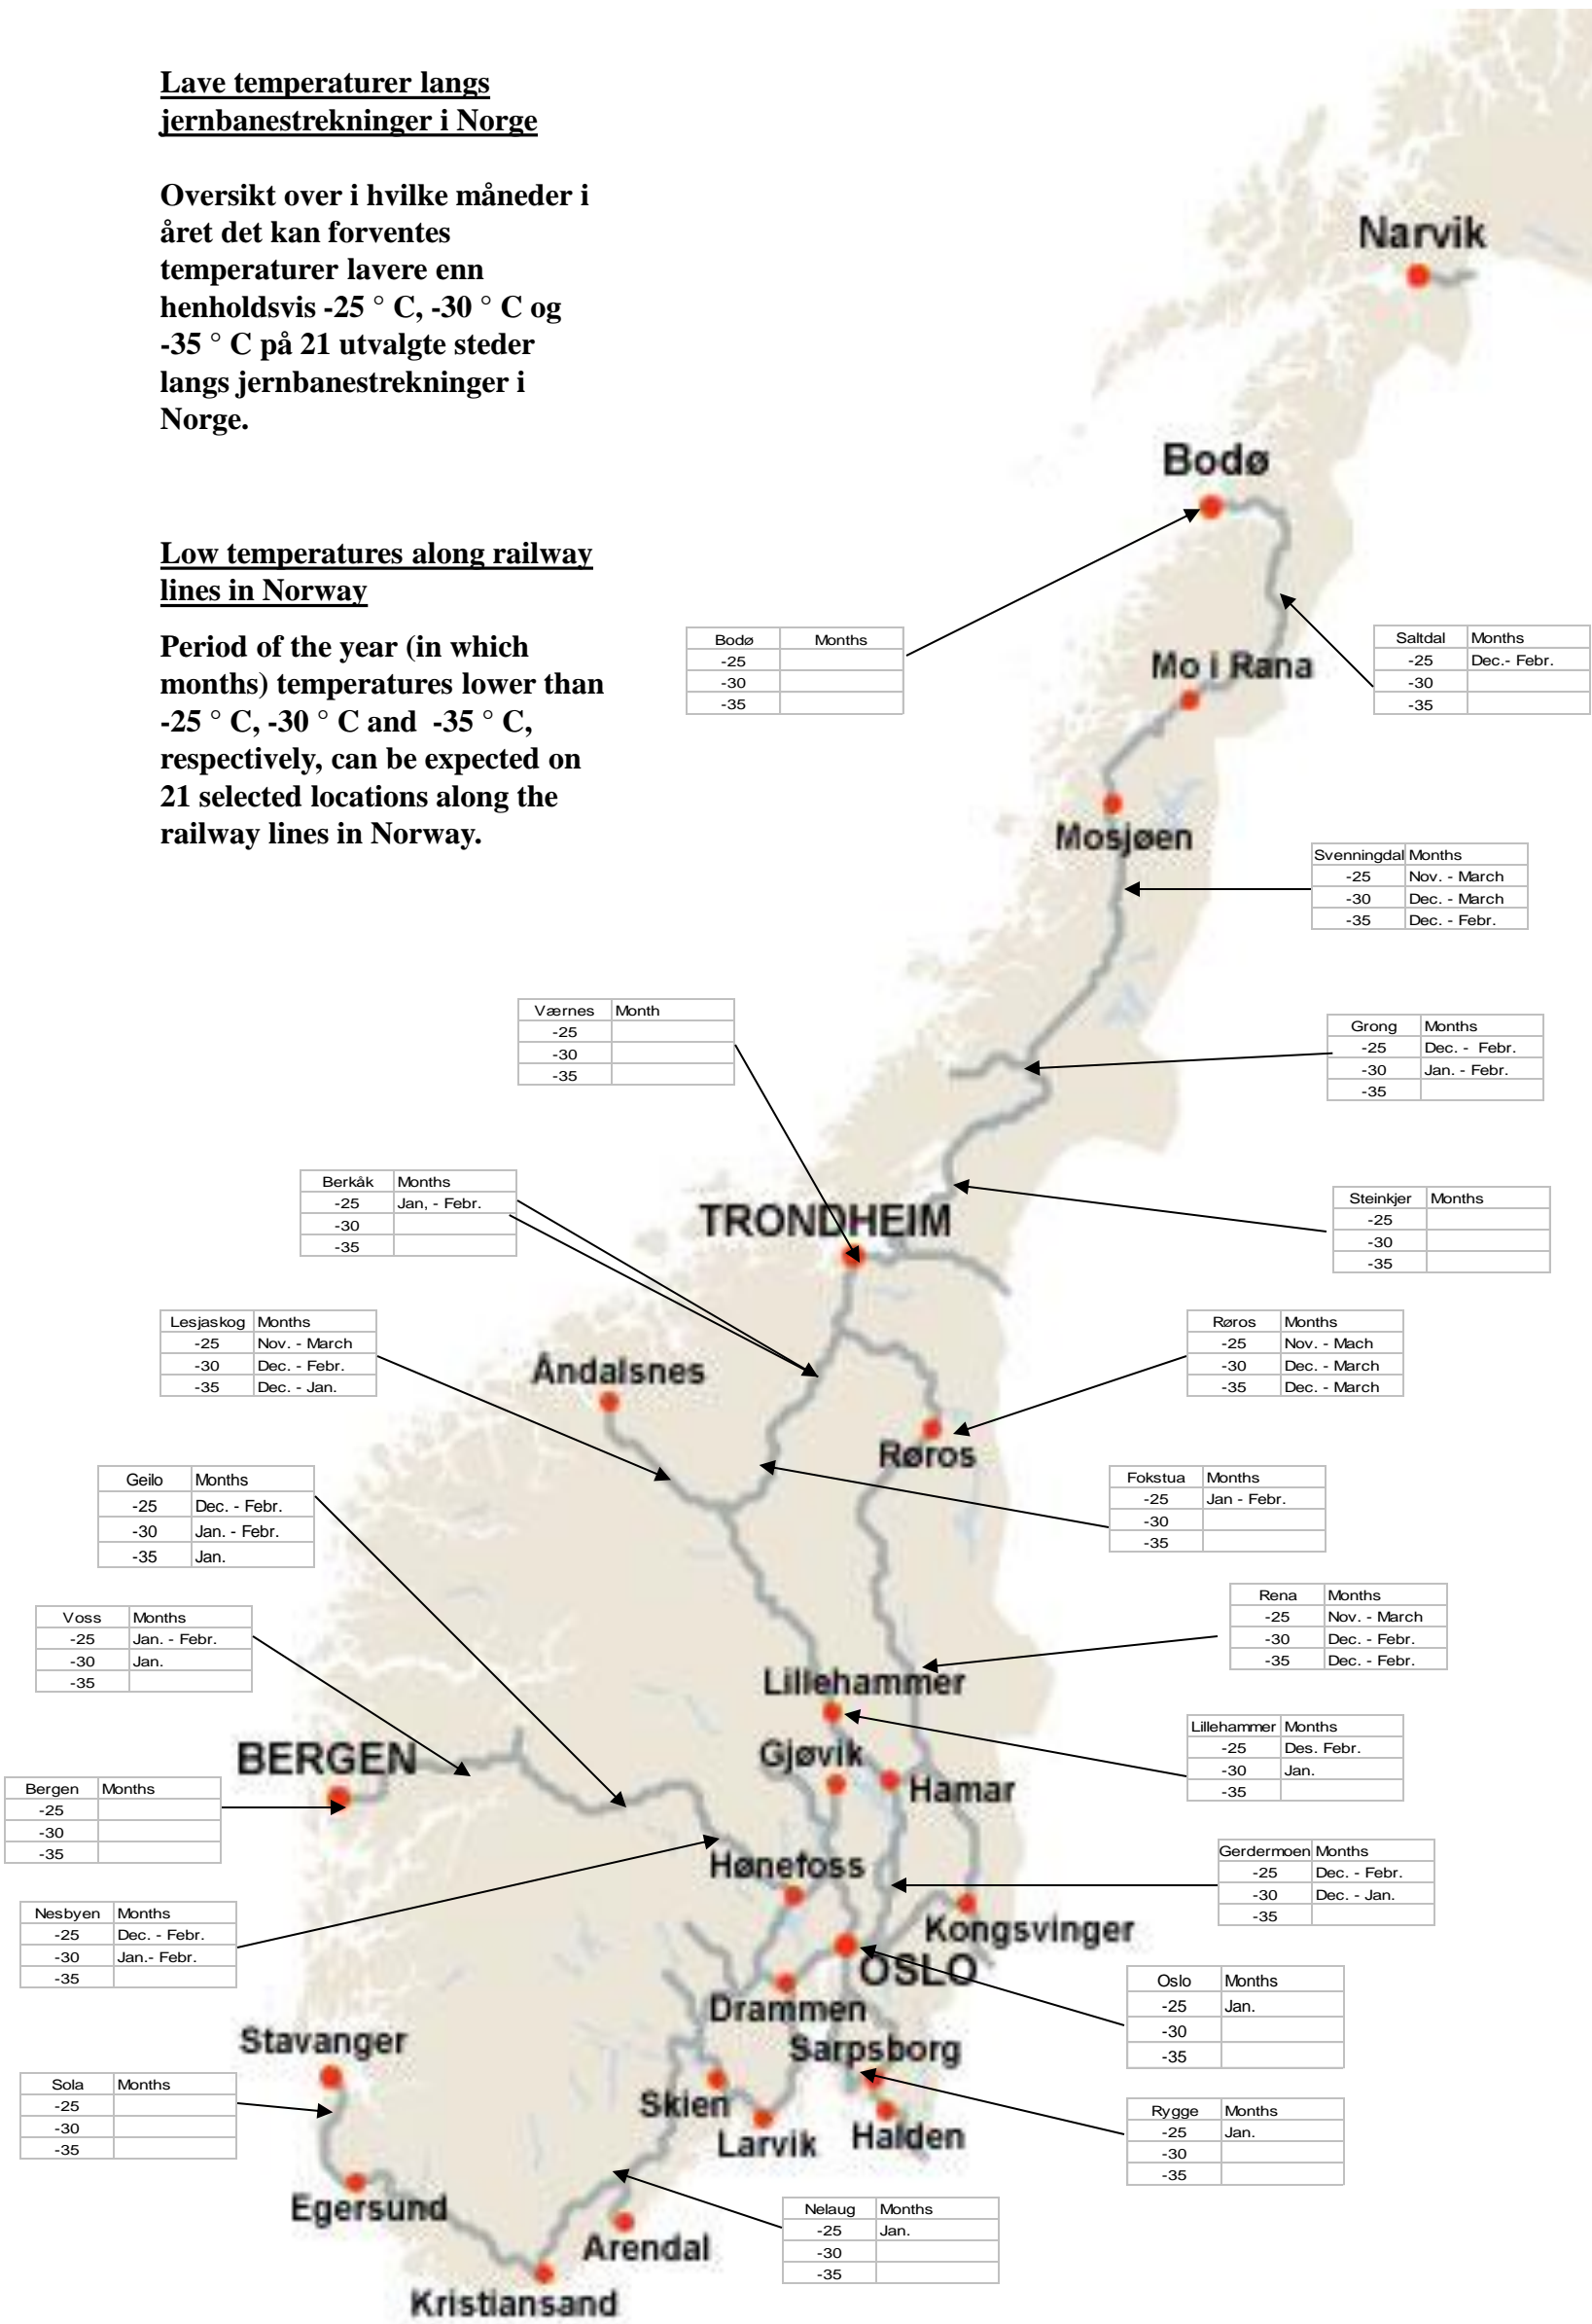 Lave temperaturer langs
jernbanestrekninger i Norge
Oversikt over i hvilke måneder i
året det kan forventes
temperaturer lavere enn
henholdsvis -25 ° C, -30 ° C og
-35 ° C på 21 utvalgte steder
langs jernbanestrekninger i
Norge.
Low temperatures along railway
lines in Norway
Period of the year (in which
months) temperatures lower than
-25 ° C, -30 ° C and -35 ° C,
respectively, can be expected on
21 selected locations along the
railway lines in Norway.
Narvik
Bodø
Bodø Months
-25
-30
-35
Saltdal Months
-25 Dec.- Febr.
-30
-35
Mo i Rana
Mosjøen
Svenningdal Months
-25 Nov. - March
-30 Dec. - March
-35 Dec. - Febr.
Værnes Month
-25
-30
-35
Grong Months
-25 Dec. - Febr.
-30 Jan. - Febr.
-35
Berkåk Months
-25 Jan, - Febr.
-30
-35
TRONDHEIM
Steinkjer Months
-25
-30
-35
Lesjaskog Months
-25 Nov. - March
-30 Dec. - Febr.
-35 Dec. - Jan.
Åndalsnes
Røros Months
-25 Nov. - Mach
-30 Dec. - March
-35 Dec. - March
Røros
Geilo Months
-25 Dec. - Febr.
-30 Jan. - Febr.
-35 Jan.
Fokstua Months
-25 Jan - Febr.
-30
-35
Voss Months
-25 Jan. - Febr.
-30 Jan.
-35
Rena Months
-25 Nov. - March
-30 Dec. - Febr.
-35 Dec. - Febr.
Lillehammer
Lillehammer Months
-25 Des. Febr.
-30 Jan.
-35
Gjøvik
BERGEN
Hamar
Bergen Months
-25
-30
-35
Gerdermoen Months
-25 Dec. - Febr.
-30 Dec. - Jan.
-35
Hønefoss
Nesbyen Months
-25 Dec. - Febr.
-30 Jan.- Febr.
-35
Kongsvinger
OSLO
Oslo Months
-25 Jan.
-30
-35
Drammen
Stavanger
Sarpsborg
Sola Months
-25
-30
-35
Skien
Larvik
Halden
Rygge Months
-25 Jan.
-30
-35
Egersund
Arendal
Nelaug Months
-25 Jan.
-30
-35
Kristiansand